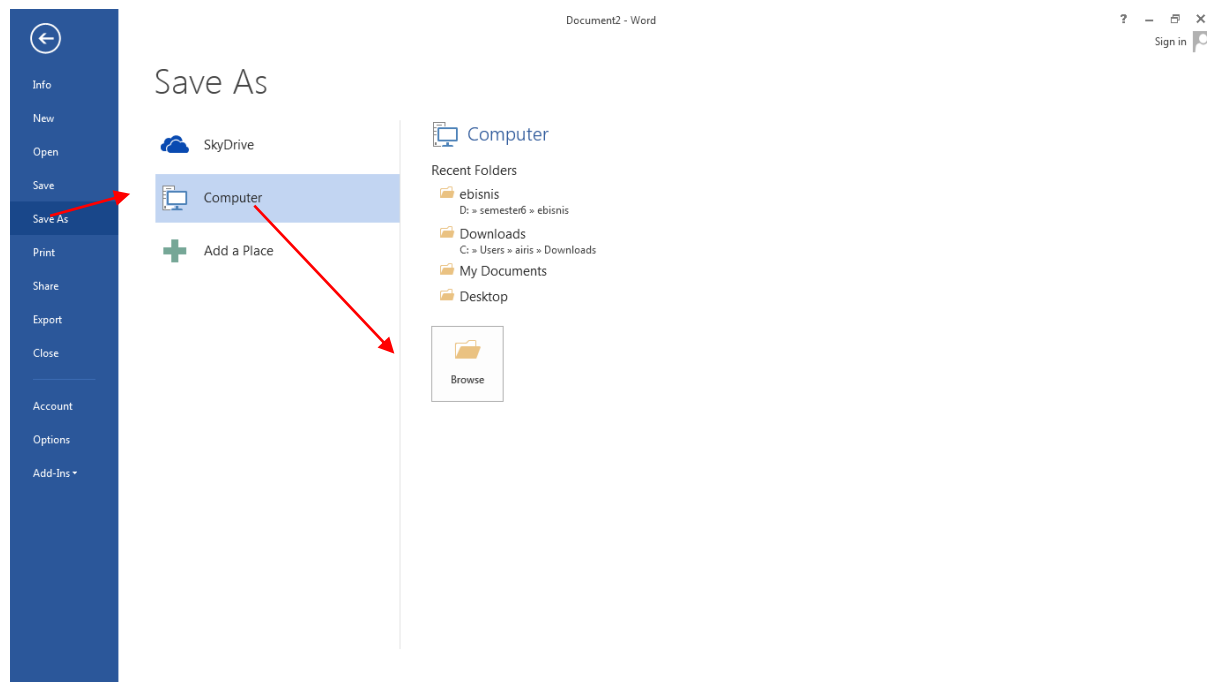 Document2 - Word
?
Sign in
Info
New
Open
Save
Save As
Print
Share
Export
Close
Account
Options
Add-Ins
Save As
SkyDrive
Computer
Add a Place
Computer
Recent Folders
ebisnis
D: » semester6 » ebisnis
Downloads
C: » Users » airis » Downloads
My Documents
Desktop
Browse